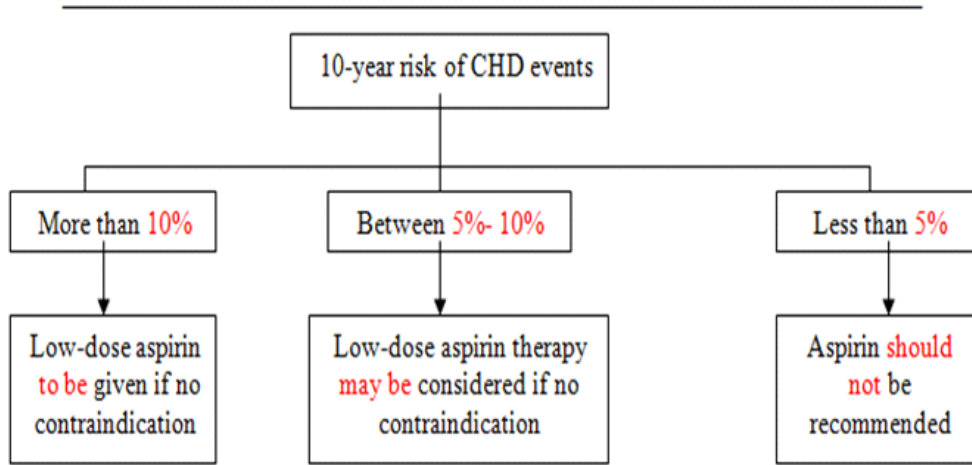 10-year risk of CHD events
More than 10%
Between 5%- 10%
Less than 5%
Low-dose aspirin
to be given if no
contraindication
Low-dose aspirin therapy
may be considered if no
contraindication
Aspirin should
not be
recommended